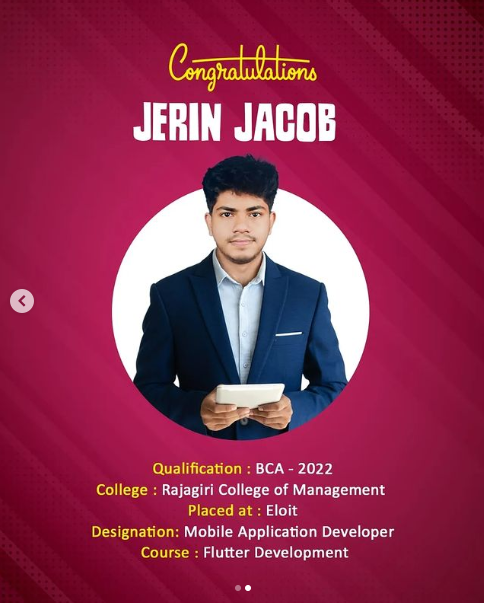 Congratulations
JERIN JACOB
Qualification : BCA - 2022
College : Rajagiri College of Management
Placed at : Eloit
Designation: Mobile Application Developer
Course : Flutter Development